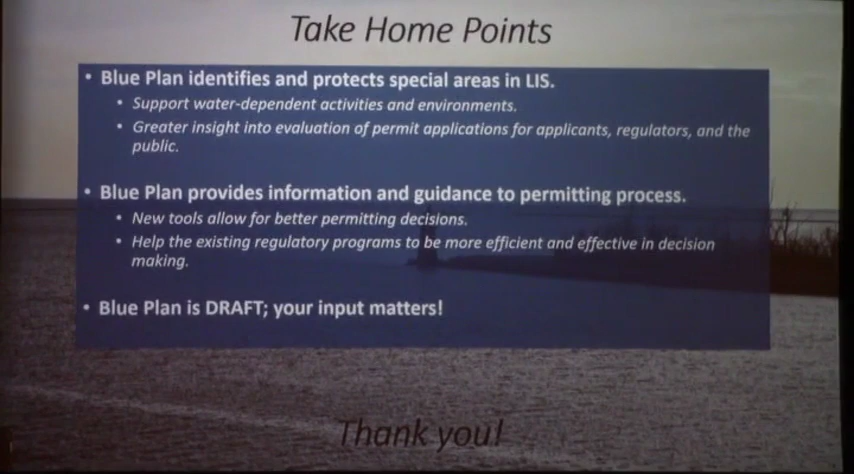 Take Home Points
• Blue Plan identifies and protects special areas in LIS.
• Support water-dependent activities and environments.
• Greater insight into evaluation of permit applications for applicants, regulators, and the
public.
• Blue Plan provides information and guidance to permitting process.
• New tools allow for better permitting decisions.
• Help the existing regulatory programs to be more efficient and effective in decision
making.
• Blue Plan is DRAFT; your input matters!
Thank you!